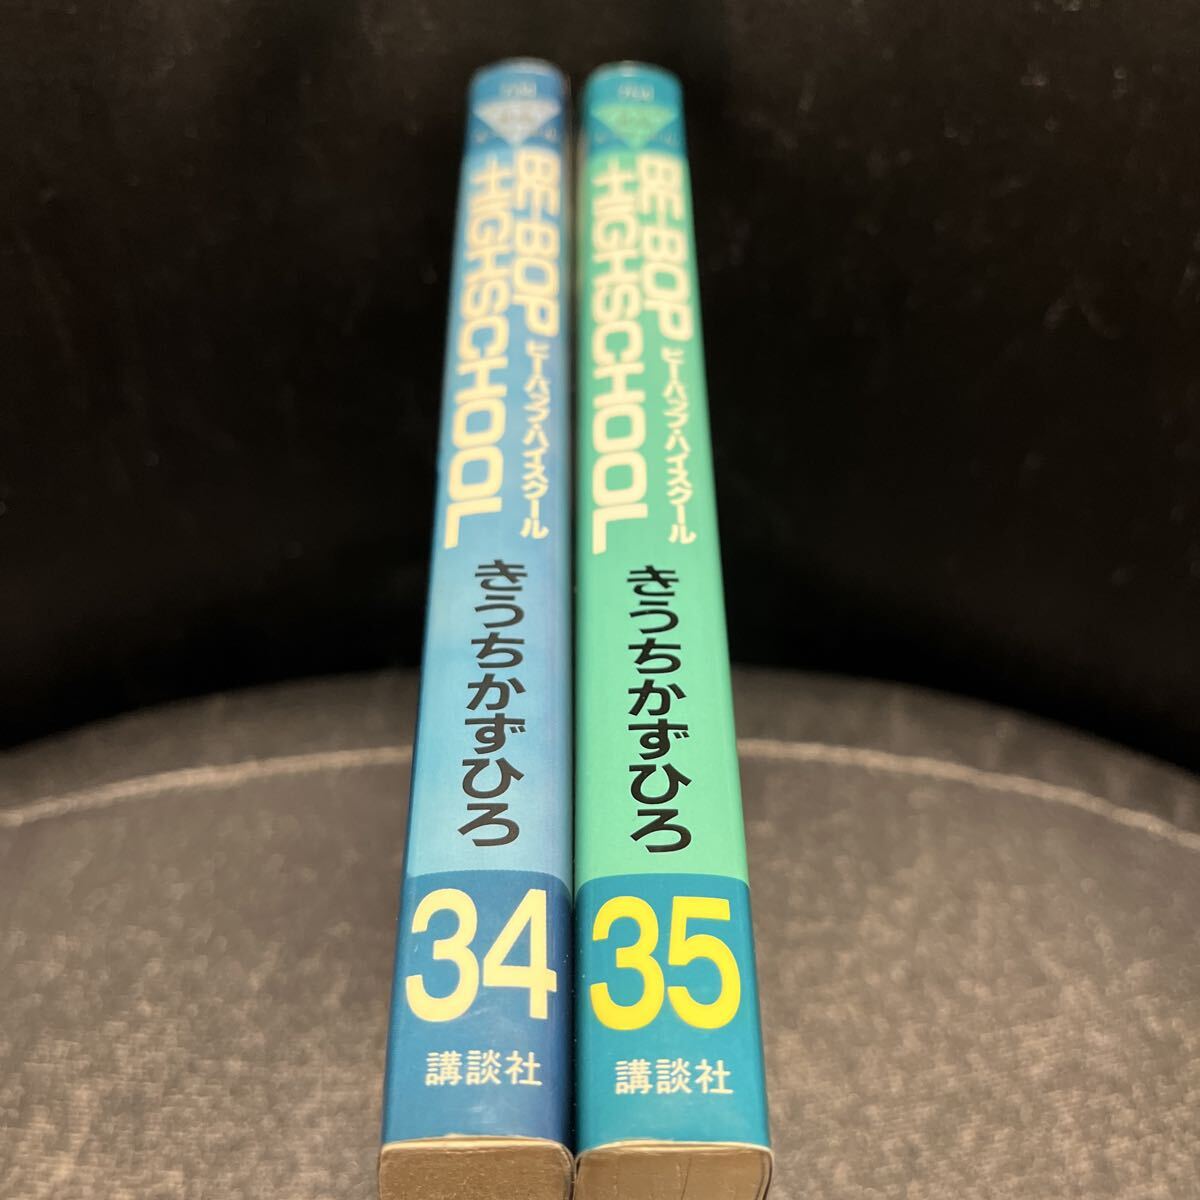 BE-BOP
HIGHSCHOOL
ビー・バップ・ハイスクール
きうちかずひろ
34
講談社
BE-BOP
HIGHSCHOOL
ビー・バップ・ハイスクール
きうちかずひろ
35
講談社